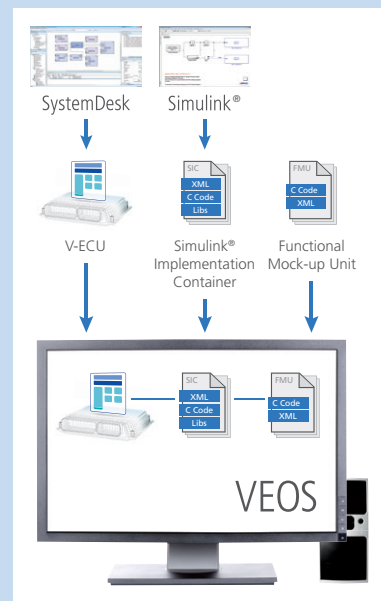 SystemDesk
Simulink®
SIC
XML
C Code
Libs
FMU
C Code
XML
V-ECU
Simulink®
Implementation
Container
Functional
Mock-up Unit
SIC
XML
C Code
Libs
FMU
C Code
XML
VEOS